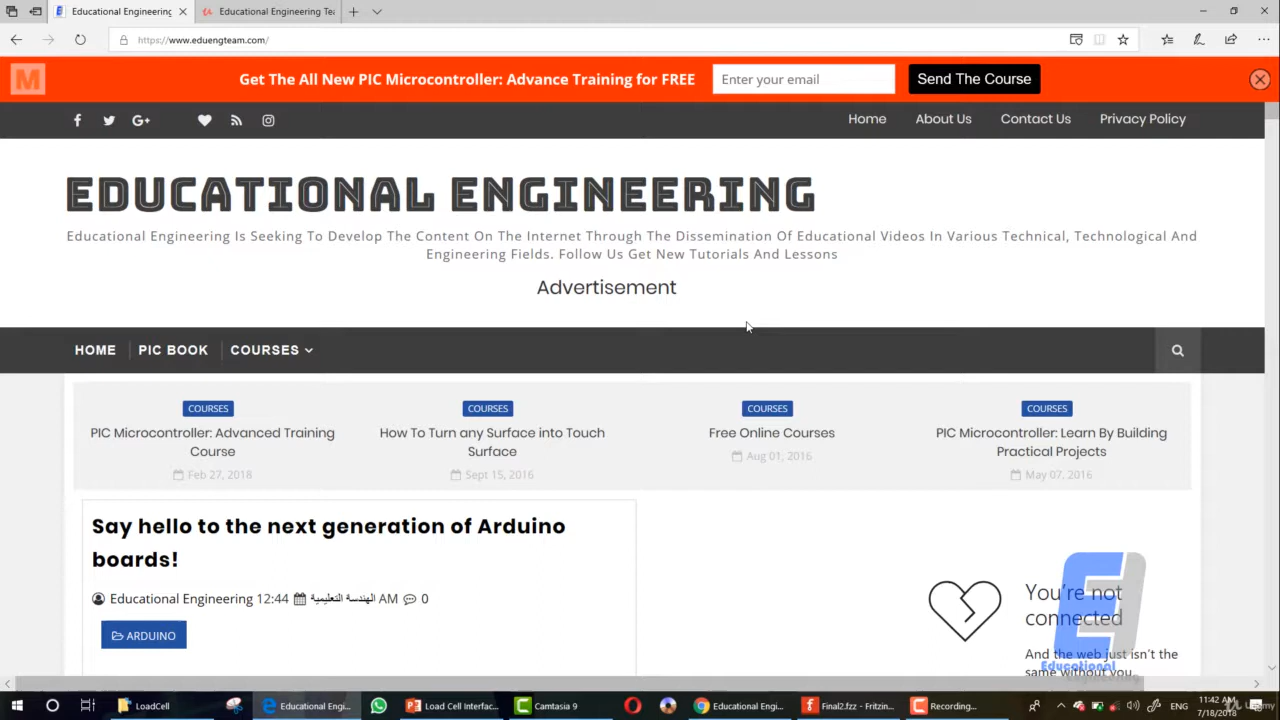 Educational Engineering
Educational Engineering Te
https://www.eduengteam.com/
M
Get The All New PIC Microcontroller: Advance Training for FREE
Enter your email
Send The Course
Home
About Us
Contact Us
Privacy Policy
EDUCATIONAL ENGINEERING
Educational Engineering Is Seeking To Develop The Content On The Internet Through The Dissemination Of Educational Videos In Various Technical, Technological And
Engineering Fields. Follow Us Get New Tutorials And Lessons
Advertisement
HOME
PIC BOOK
COURSES
COURSES
PIC Microcontroller: Advanced Training
Course
Feb 27, 2018
COURSES
How To Turn any Surface into Touch
Surface
Sept 15, 2016
COURSES
Free Online Courses
Aug 01, 2016
COURSES
PIC Microcontroller: Learn By Building
Practical Projects
May 07, 2016
Say hello to the next generation of Arduino
boards!
Educational Engineering 12:44 الهندسة التعليمية AM 0
ARDUINO
You're not
connected
And the web just isn't the
same without you.
Educational
LoadCell
Educational Engi...
Load Cell Interfac...
Camtasia 9
Educational Engi...
Final2.fzz - Fritzin...
Recording...
ENG
11:42 AM
7/18/2018
Udemy